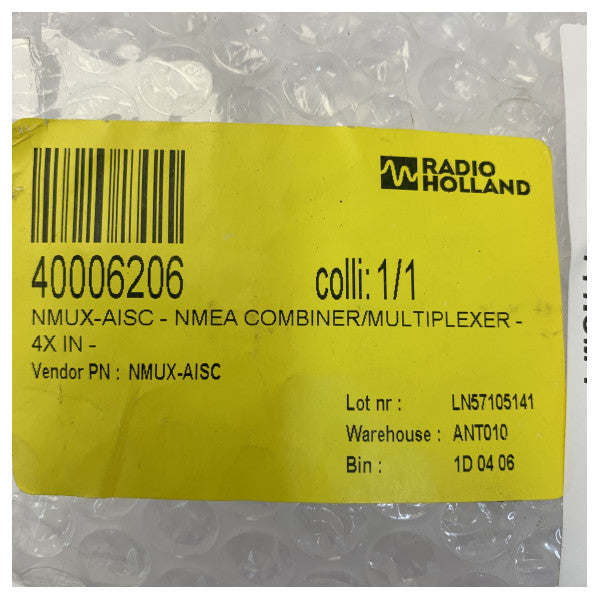 RADIO
HOLLAND
40006206 colli: 1/1
NMUX-AISC - NMEA COMBINER/MULTIPLEXER -
4X IN -
Vendor PN : NMUX-AISC
Lot nr : LN57105141
Warehouse : ANT010
Bin : 1D 04 06